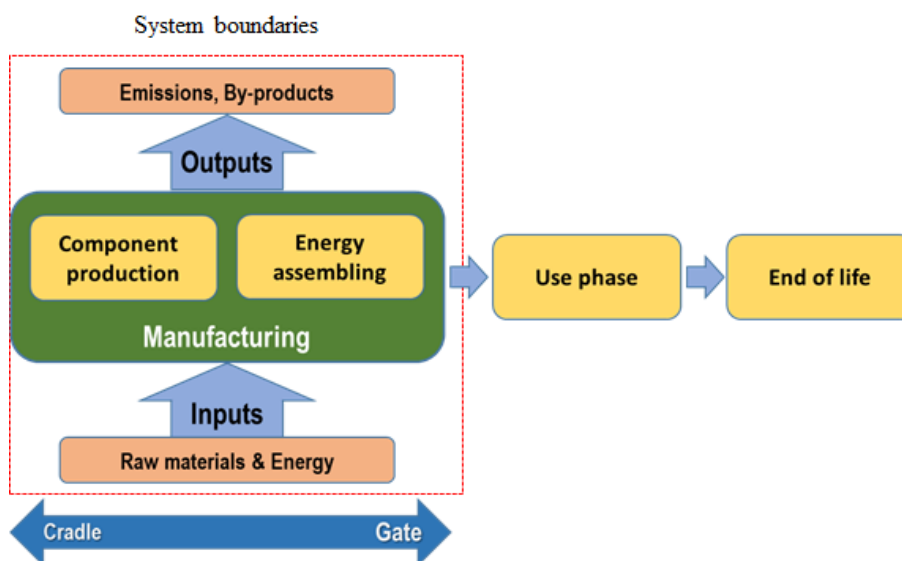 System boundaries
Emissions, By-products
Outputs
Component
production
Energy
assembling
Manufacturing
Use phase
End of life
Inputs
Raw materials & Energy
Cradle
Gate